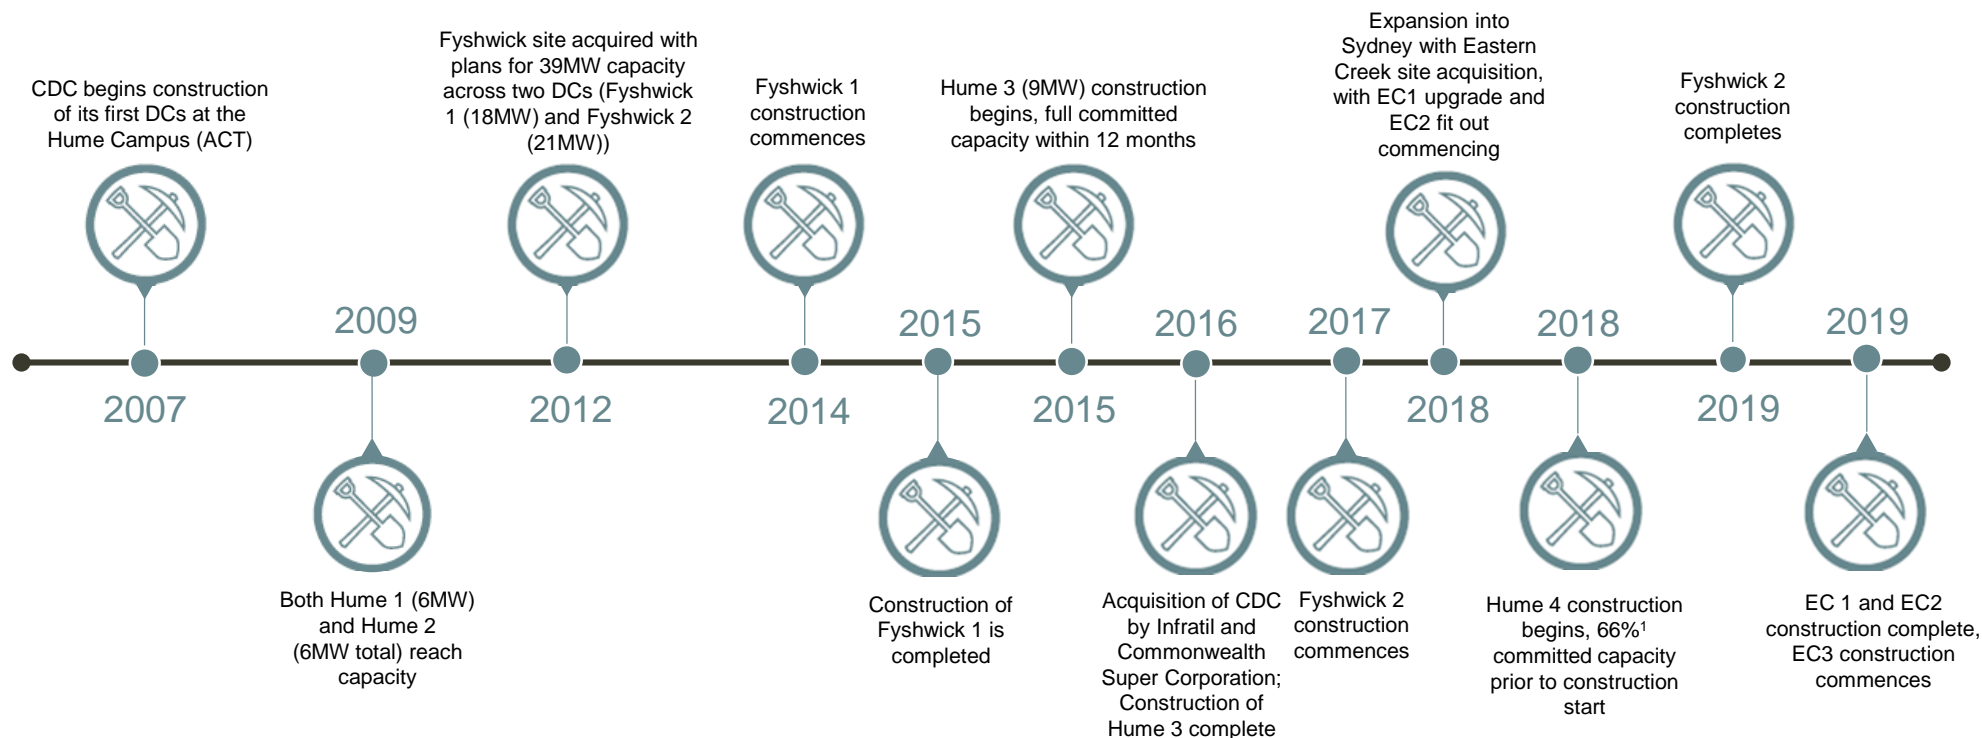 CDC begins construction
of its first DCs at the
Hume Campus (ACT)
2007
2009
Both Hume 1 (6MW)
and Hume 2
(6MW total) reach
capacity
Fyshwick site acquired with
plans for 39MW capacity
across two DCs (Fyshwick
1 (18MW) and Fyshwick 2
(21MW))
2012
Fyshwick 1
construction
commences
2014
2015
Construction of
Fyshwick 1 is
completed
Hume 3 (9MW) construction
begins, full committed
capacity within 12 months
2015
2016
Acquisition of CDC
by Infratil and
Commonwealth
Super Corporation;
Construction of
Hume 3 complete
2017
Fyshwick 2
construction
commences
Expansion into
Sydney with Eastern
Creek site acquisition,
with EC1 upgrade and
EC2 fit out
commencing
2018
2018
Hume 4 construction
begins, 66%¹
committed capacity
prior to construction
start
Fyshwick 2
construction
completes
2019
2019
EC 1 and EC2
construction complete,
EC3 construction
commences